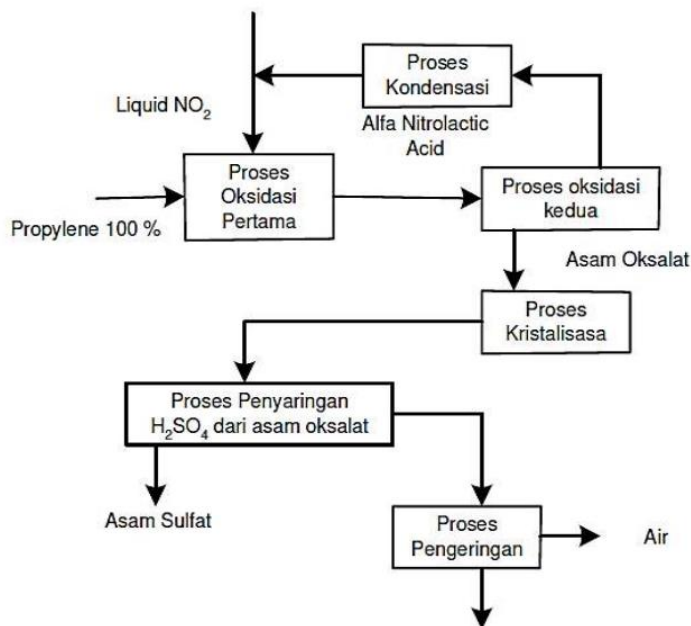 Proses
Kondensasi
Liquid NO₂
Alfa Nitrolactic
Acid
Proses
Oksidasi
Pertama
Proses oksidasi
kedua
Propylene 100 %
Asam Oksalat
Proses
Kristalisasa
Proses Penyaringan
H₂SO₄ dari asam oksalat
Asam Sulfat
Proses
Pengeringan
Air